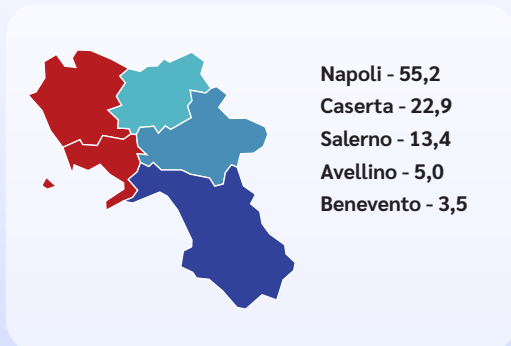 Napoli - 55,2
Caserta - 22,9
Salerno - 13,4
Avellino - 5,0
Benevento - 3,5